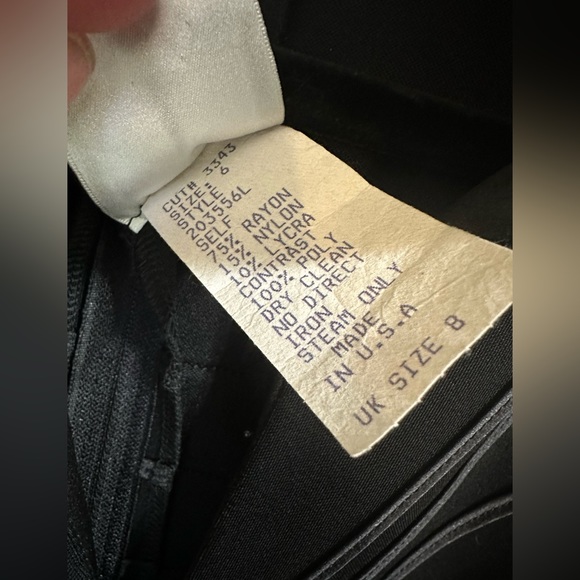 CUT# 3343
SIZE: 6
STYLE
203556L
SELF
75% RAYON
15% NYLON
10% LYCRA
CONTRAST
100% POLY
DRY CLEAN
NO DIRECT
IRON
STEAM ONLY
MADE
IN U.S.A
UK SIZE 8